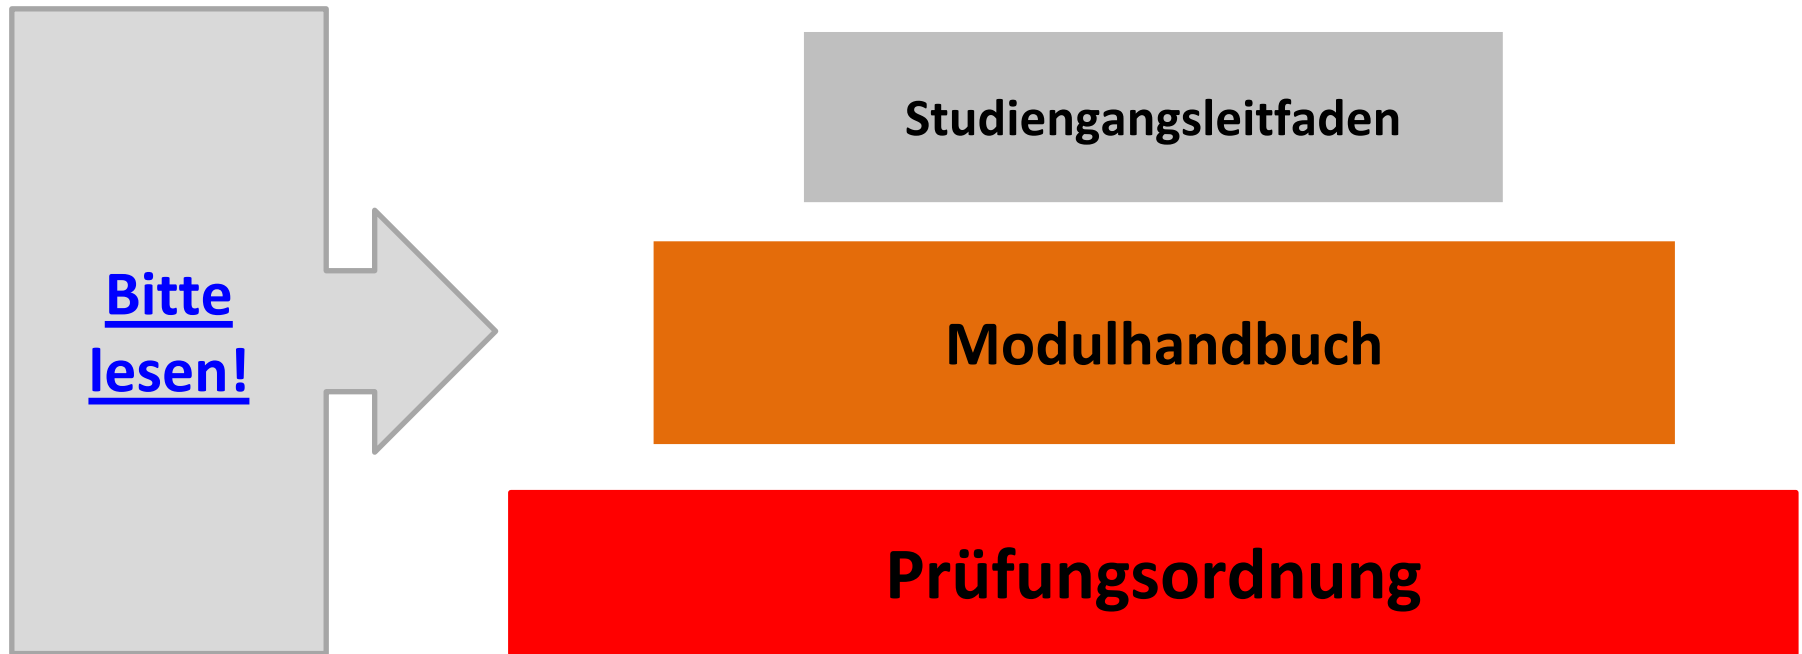 Bitte
lesen!
Studiengangsleitfaden
Modulhandbuch
Prüfungsordnung